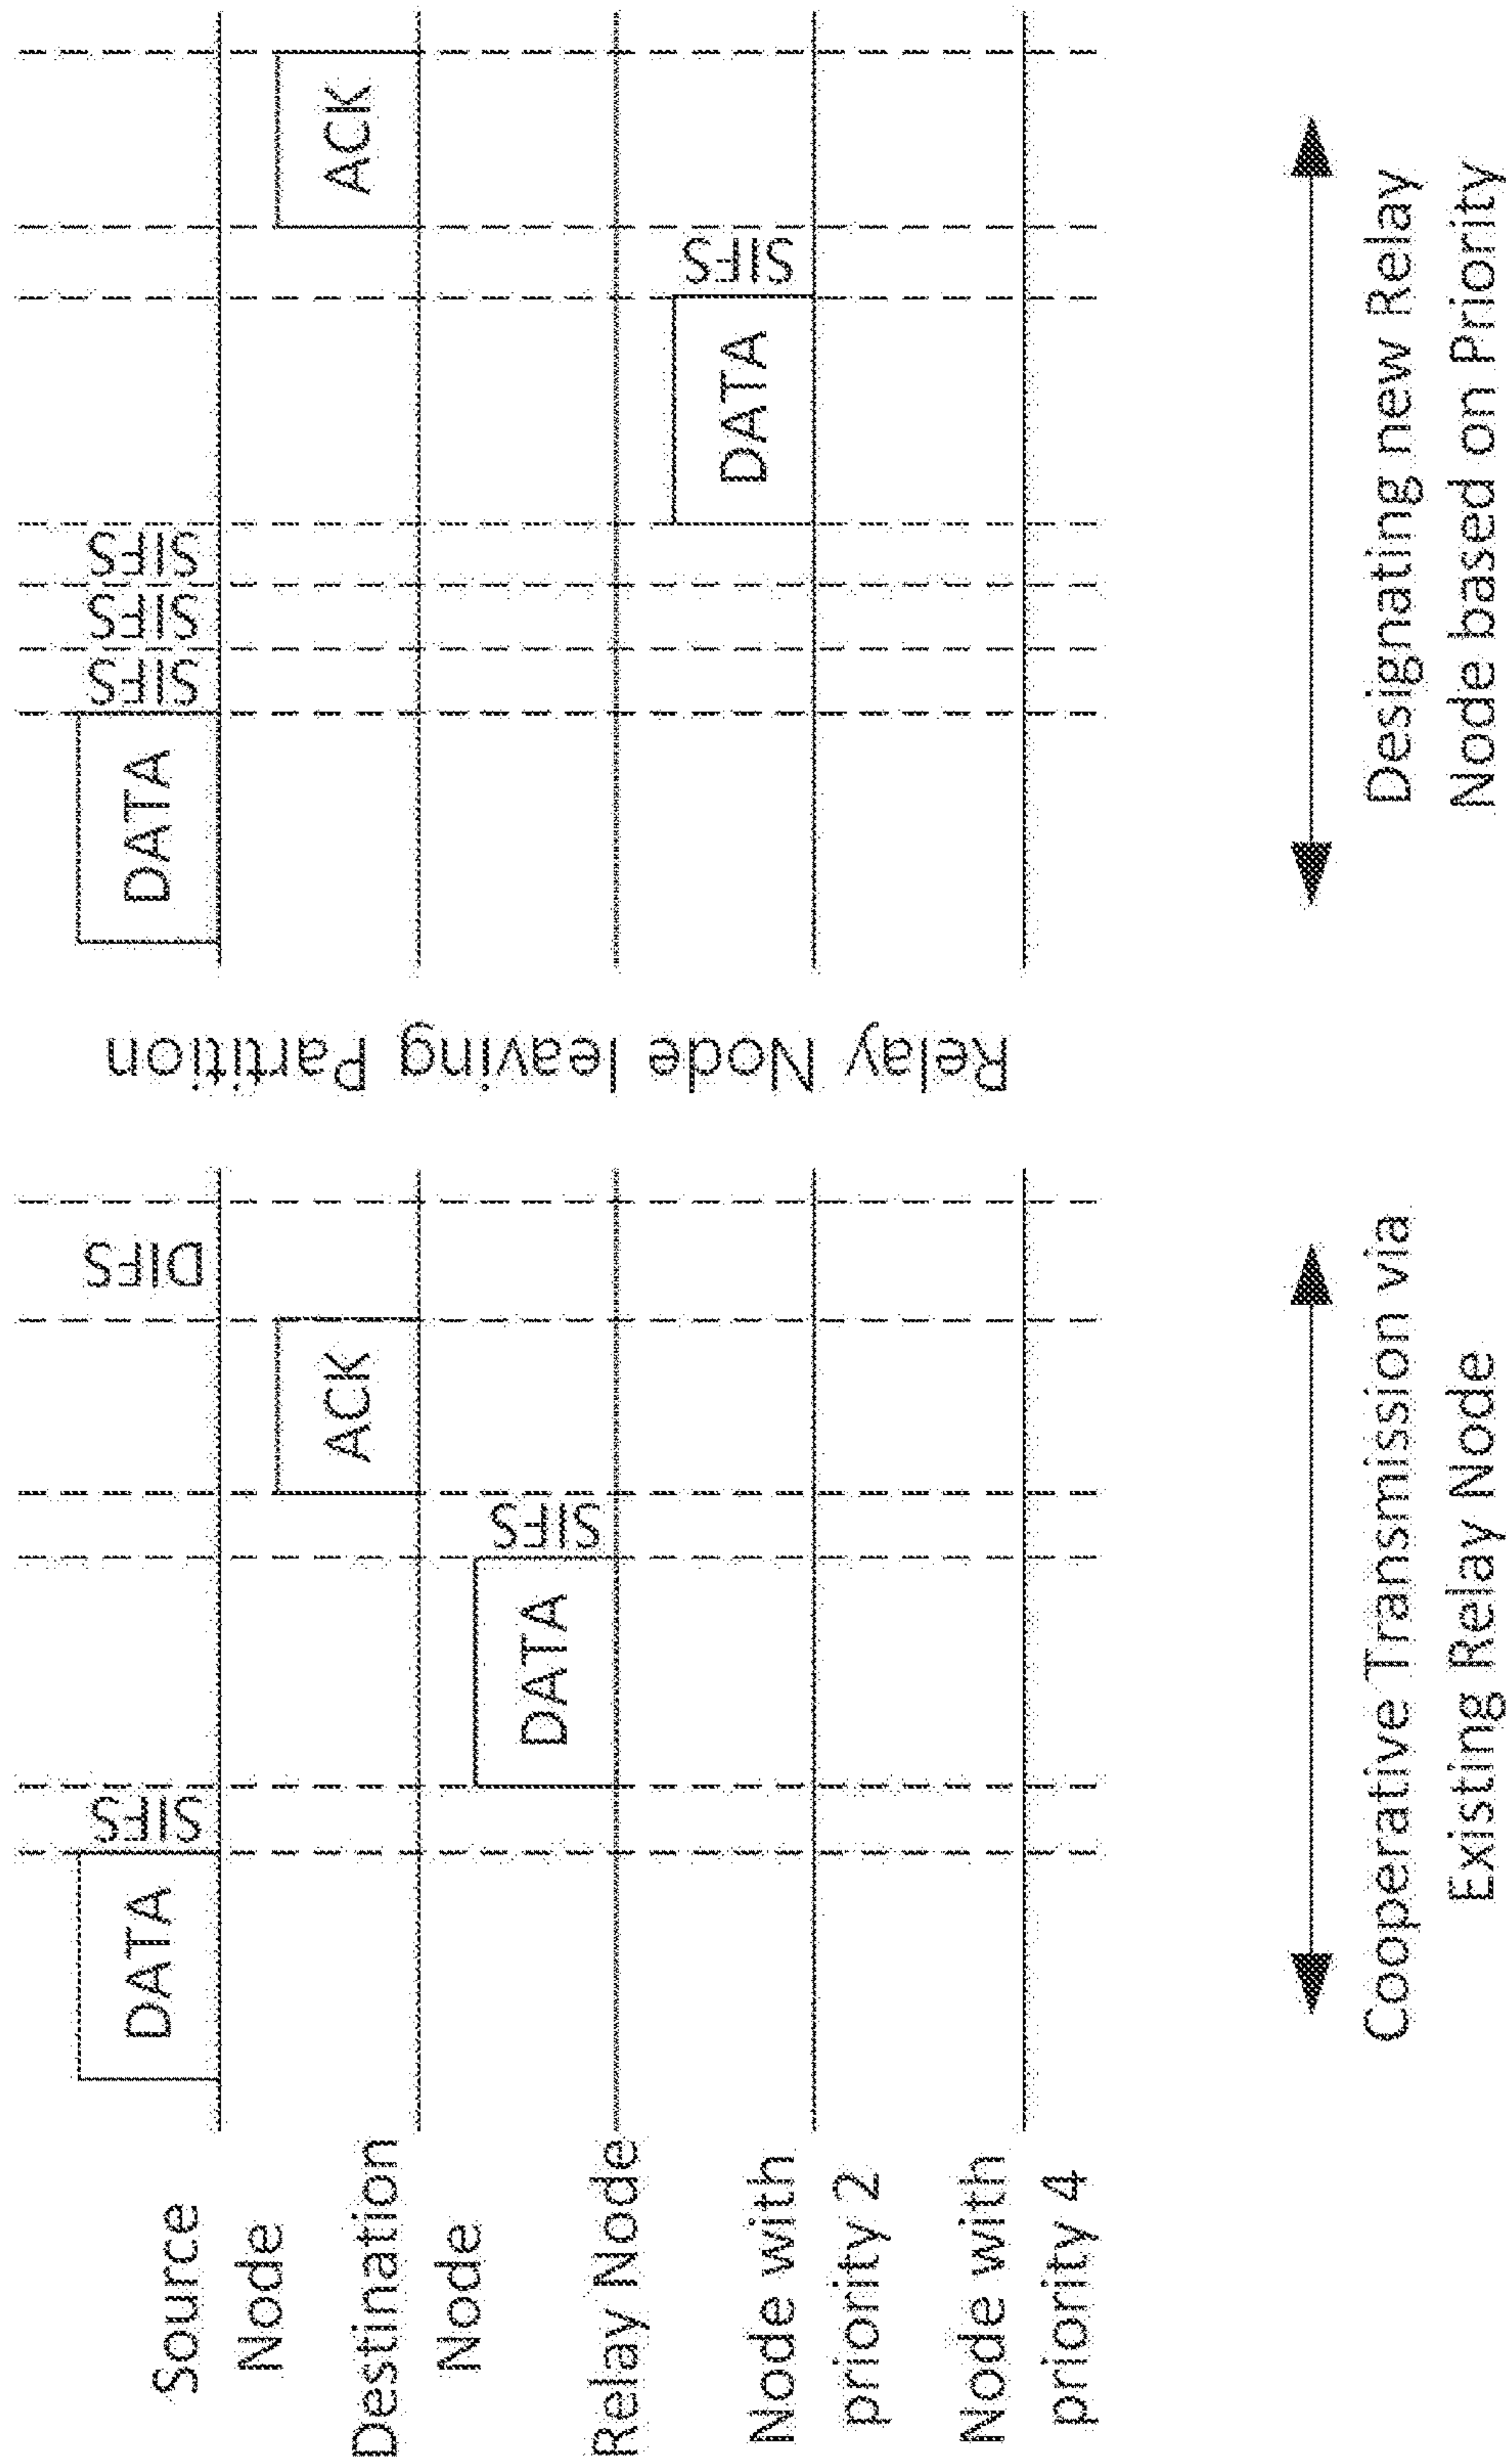 Source
Node
DATA
SIFS
DIFS
DATA
SIFS
SIFS
SIFS
Destination
Node
ACK
ACK
Relay Node
DATA
SIFS
Node with
priority 2
DATA
SIFS
Node with
priority 4
Relay Node leaving Partition
Cooperative Transmission via
Existing Relay Node
Designating new Relay
Node based on Priority